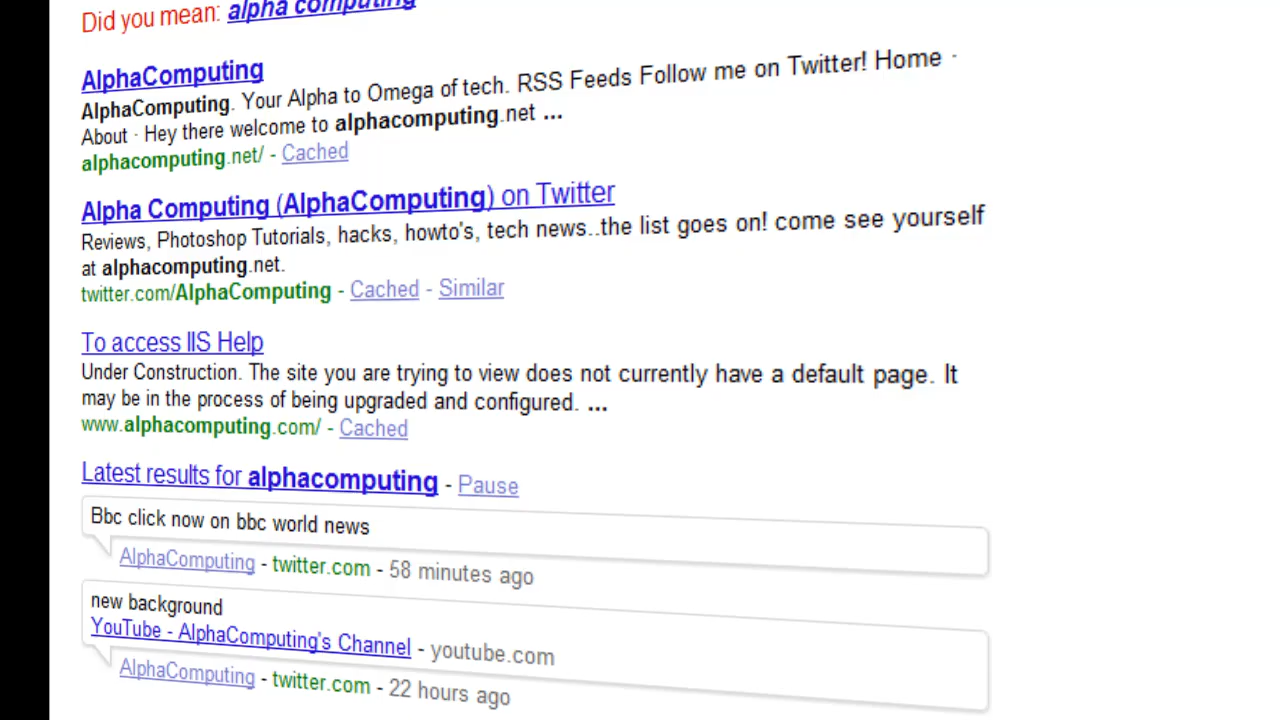 Did you mean: alpha computing
AlphaComputing
AlphaComputing. Your Alpha to Omega of tech. RSS Feeds Follow me on Twitter! Home -
About · Hey there welcome to alphacomputing.net ...
alphacomputing.net/ - Cached
Alpha Computing (AlphaComputing) on Twitter
Reviews, Photoshop Tutorials, hacks, howto's, tech news..the list goes on! come see yourself
at alphacomputing.net.
twitter.com/AlphaComputing - Cached - Similar
To access IIS Help
Under Construction. The site you are trying to view does not currently have a default page. It
may be in the process of being upgraded and configured. ...
www.alphacomputing.com/ - Cached
Latest results for alphacomputing - Pause
Bbc click now on bbc world news
AlphaComputing - twitter.com - 58 minutes ago
new background
YouTube - AlphaComputing's Channel - youtube.com
AlphaComputing - twitter.com - 22 hours ago